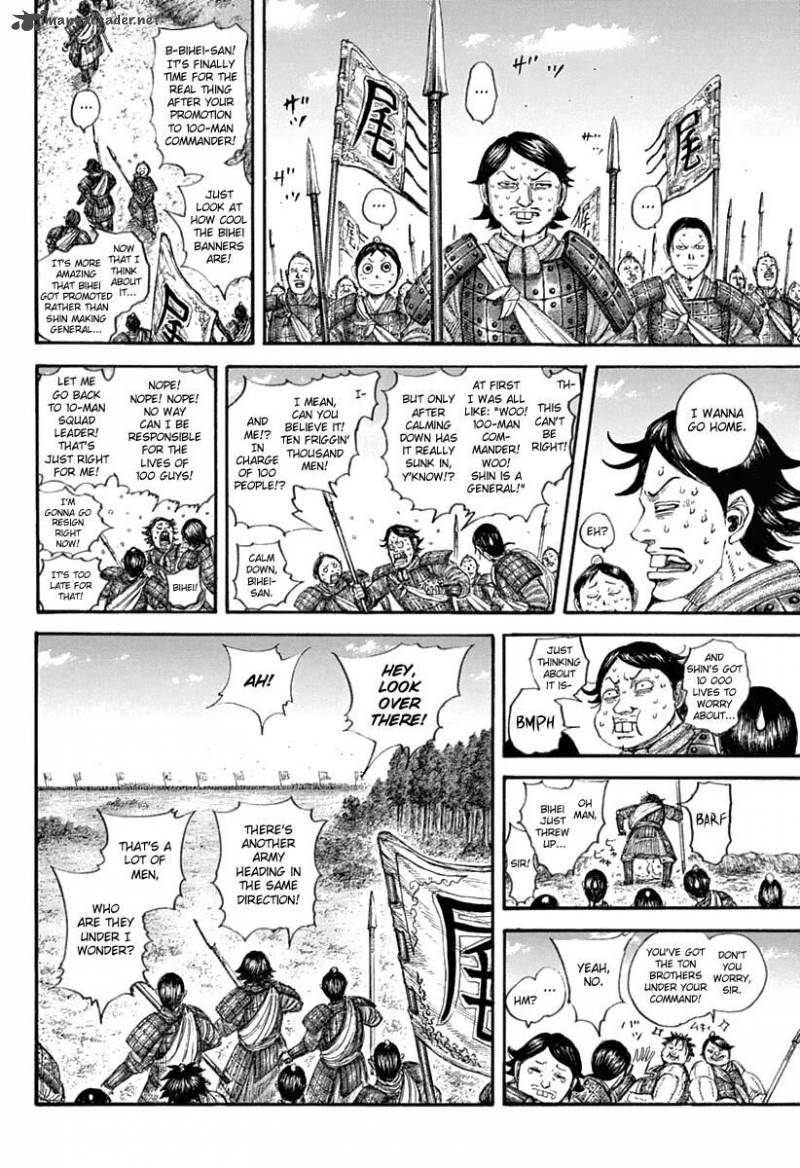 mangareader.net
尾
尾
...
ザッ
ザッ
...
B-BIHEI-SAN!
IT'S FINALLY
TIME FOR THE
REAL THING
AFTER YOUR
PROMOTION
TO 100-MAN
COMMANDER!
JUST
LOOK AT
HOW COOL
THE BIHEI
BANNERS
ARE!
...
NOW
THAT I
THINK
ABOUT
IT...
IT'S MORE
AMAZING
THAT BIHEI
GOT PROMOTED
RATHER THAN
SHIN MAKING
GENERAL...
I WANNA
GO HOME.
EH?
TH-
THIS
CAN'T
BE
RIGHT!
AT FIRST
I WAS ALL
LIKE: "WOO!
100-MAN
COM-
MANDER!
WOO!
SHIN IS A
GENERAL!"
BUT ONLY
AFTER
CALMING
DOWN HAS
IT REALLY
SUNK IN,
Y'KNOW!?
I-
I MEAN,
CAN YOU
BELIEVE IT!
TEN FRIGGIN'
THOUSAND
MEN!
AND
ME!?
IN
CHARGE
OF 100
PEOPLE!?
CALM
DOWN,
BIHEI-
SAN.
NOPE!
NOPE! NOPE!
NO WAY
CAN I BE
RESPONSIBLE
FOR THE
LIVES OF
100 GUYS!
LET ME
GO BACK
TO 10-MAN
SQUAD
LEADER!
THAT'S
JUST RIGHT
FOR ME!
I'M
GONNA GO
RESIGN
RIGHT
NOW!
BIHEI!
IT'S TOO
LATE FOR
THAT!
AND
SHIN'S GOT
10 000
LIVES TO
WORRY
ABOUT...
JUST
THINKING
ABOUT
IT IS-
BMPH
BARF
OH
MAN,
BIHEI
JUST
THREW
UP...
SIR!
DON'T
YOU
WORRY,
SIR.
YOU'VE GOT
THE TON
BROTHERS
UNDER YOUR
COMMAND!
YEAH,
NO.
...
HM?
HEY,
LOOK
OVER
THERE!
AH!
THERE'S
ANOTHER
ARMY
HEADING
IN THE
SAME
DIRECTION!
THAT'S
A LOT OF
MEN,
WHO
ARE THEY
UNDER I
WONDER?
尾